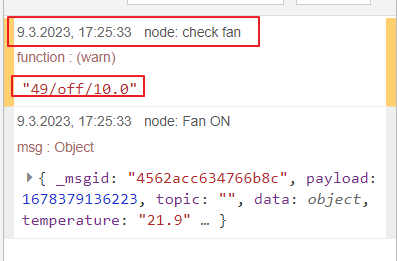 9.3.2023, 17:25:33 node: check fan
function : (warn)
"49/off/10.0"
9.3.2023, 17:25:33 node: Fan ON
msg : Object
{ _msgid: "4562acc634766b8c", payload:
1678379136223, topic: "", data: object,
temperature: "21.9" … }